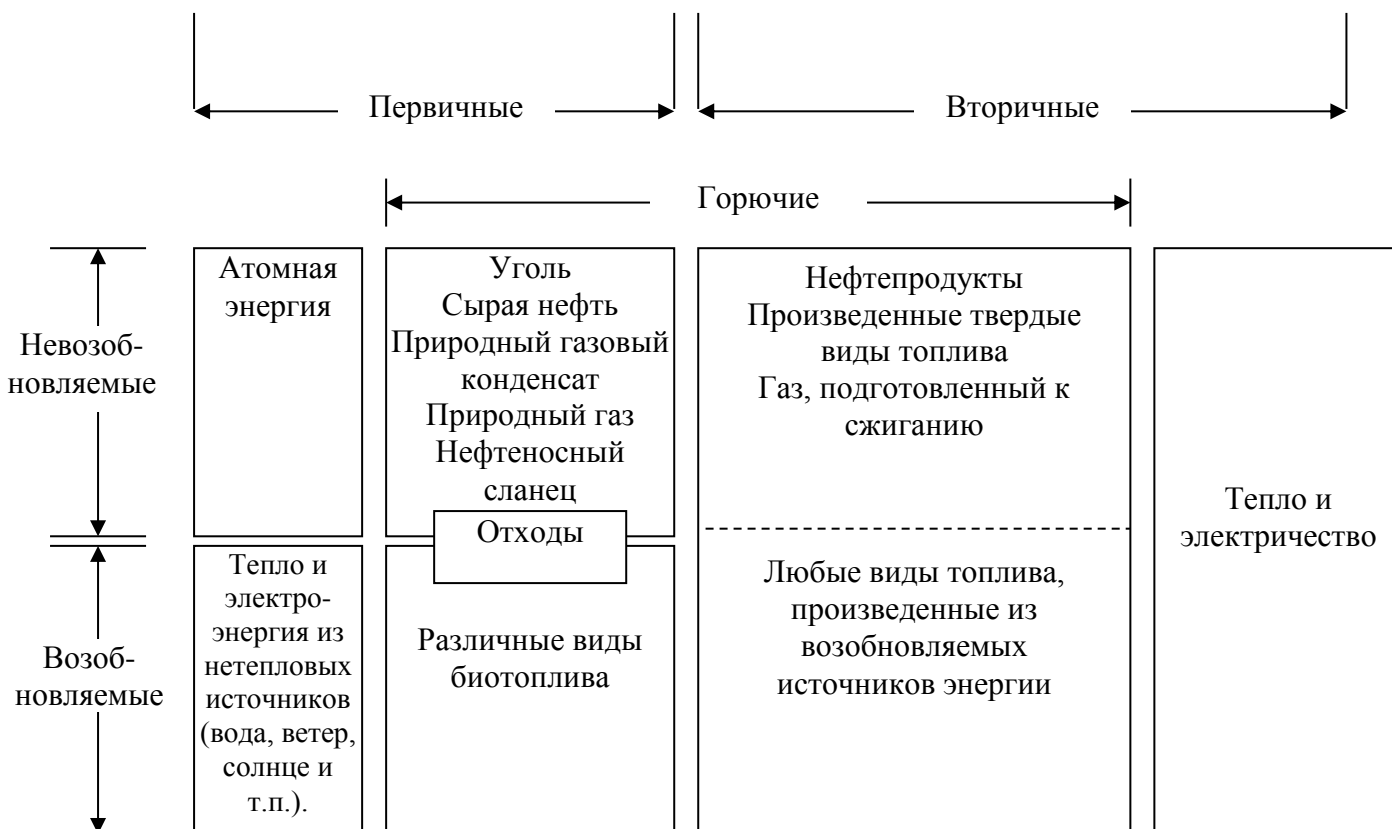 Первичные
Вторичные
Горючие
Невозоб-
новляемые
Атомная
энергия
Уголь
Сырая нефть
Природный газовый
конденсат
Природный газ
Нефтеносный
сланец
Нефтепродукты
Произведенные твердые
виды топлива
Газ, подготовленный к
сжиганию
Тепло и
электричество
Отходы
Возоб-
новляемые
Тепло и
электро-
энергия из
нетепловых
источников
(вода, ветер,
солнце и
т.п.).
Различные виды
биотоплива
Любые виды топлива,
произведенные из
возобновляемых
источников энергии